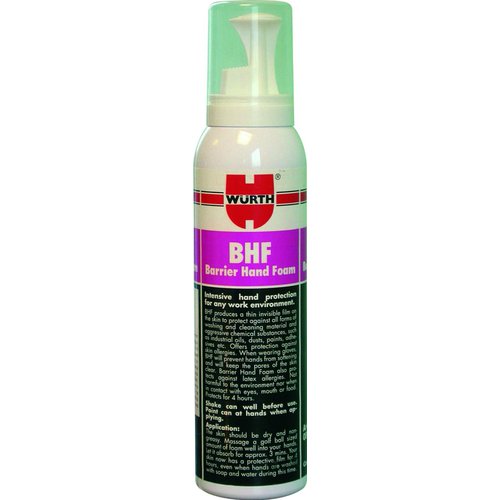 WÜRTH
®
BHF
Barrier Hand Foam
Intensive hand protection
for any work environment.
BHF produces a thin invisible film on
the skin to protect against all forms of
washing and cleaning material and
aggressive chemical substances, such
as industrial oils, dusts, paints, adhe-
sives etc. Offers protection against
skin allergies. When wearing gloves,
BHF will prevent hands from softening
and will keep the pores of the skin
clear. Barrier Hand Foam also pro-
tects against latex allergies. Not
harmful to the environment nor when
in contact with eyes, mouth or food.
Protects for 4 hours.
Shake can well before use.
Point can at hands when ap-
plying.
Application:
The skin should be dry and non-
greasy. Massage a golf ball sized
amount of foam well into your hands.
Let it absorb for approx. 3 mins. Your
skin now has a protective film for
hours, even when hands are washed
with soap and water during this time.